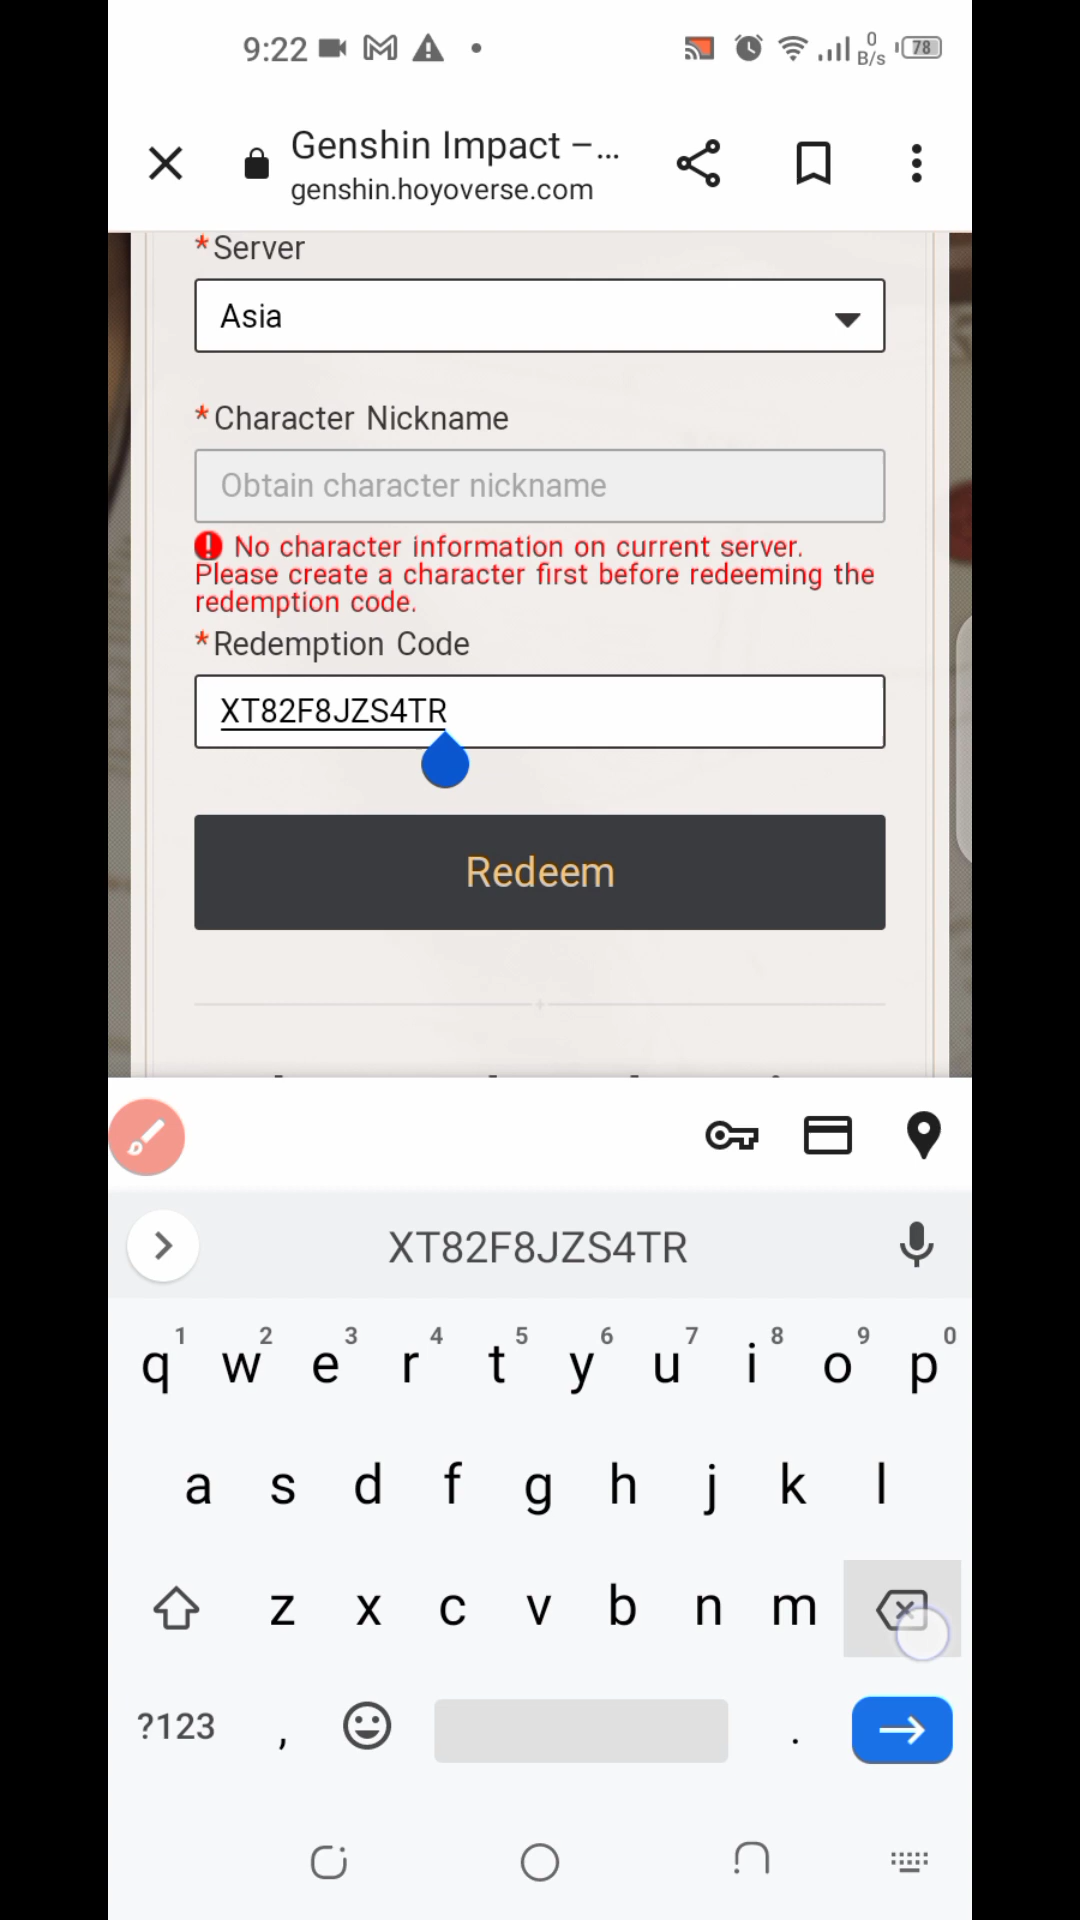 9:22
0
B/s
78
Genshin Impact –...
genshin.hoyoverse.com
*Server
Asia
*Character Nickname
Obtain character nickname
No character information on current server.
Please create a character first before redeeming the
redemption code.
*Redemption Code
XT82F8JZS4TR
Redeem
XT82F8JZS4TR
1 2 3 4 5 6 7 8 9 0
q w e r t y u i o p
a s d f g h j k l
z x c v b n m
?123 , .